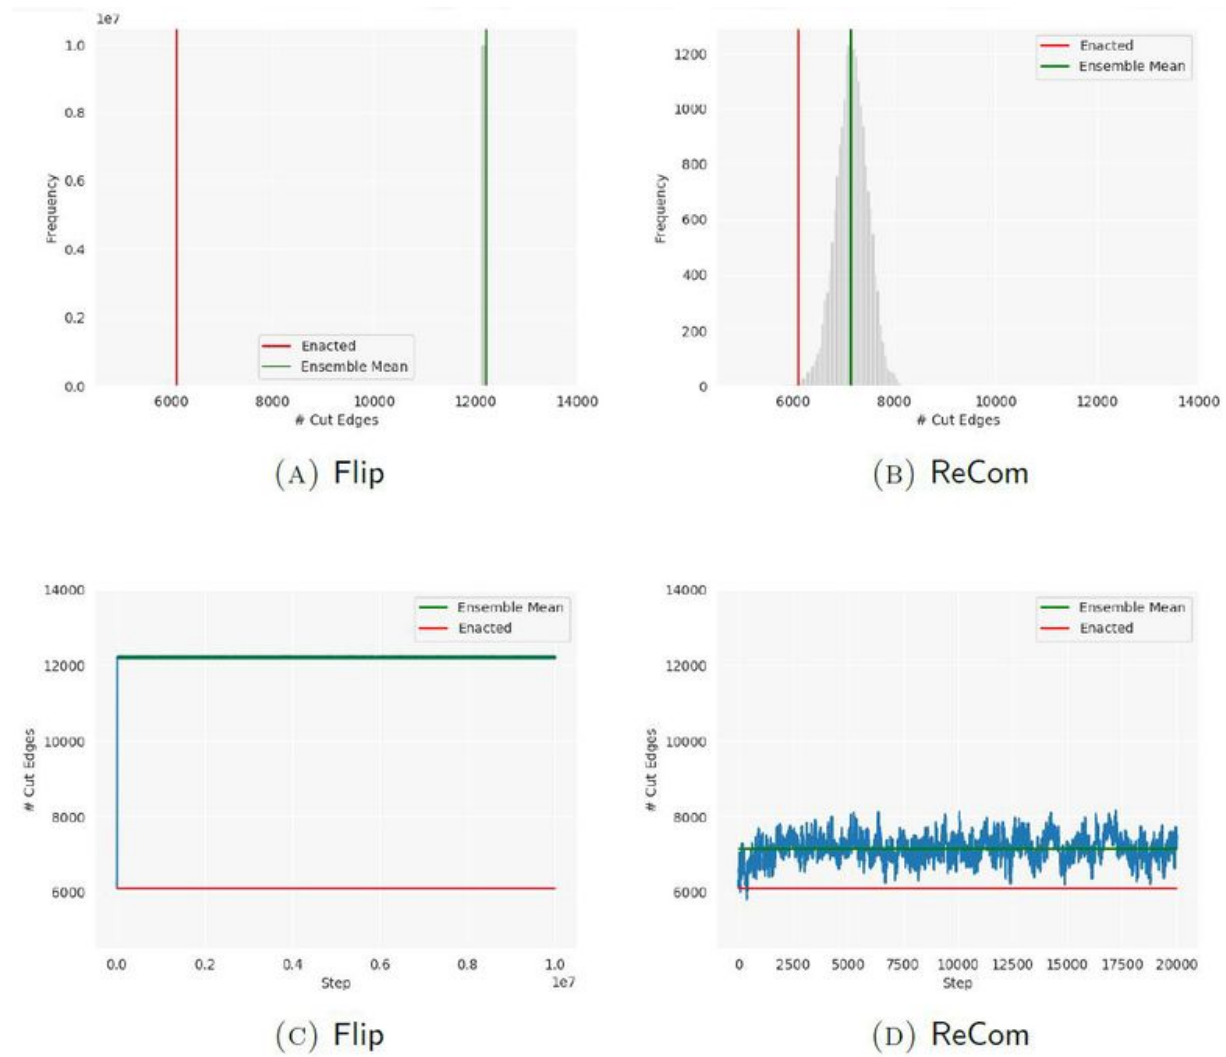 1e7
1.0
0.8
0.6
0.4
0.2
0.0
Frequency
Enacted
Ensemble Mean
6000 8000 10000 12000 14000
# Cut Edges
(A) Flip
1200
1000
800
600
400
200
0
Frequency
Enacted
Ensemble Mean
6000 8000 10000 12000 14000
# Cut Edges
(B) ReCom
14000
12000
10000
8000
6000
# Cut Edges
Ensemble Mean
Enacted
0.0 0.2 0.4 0.6 0.8 1.0
Step
1e7
(C) Flip
14000
12000
10000
8000
6000
# Cut Edges
Ensemble Mean
Enacted
0 2500 5000 7500 10000 12500 15000 17500 20000
Step
(D) ReCom